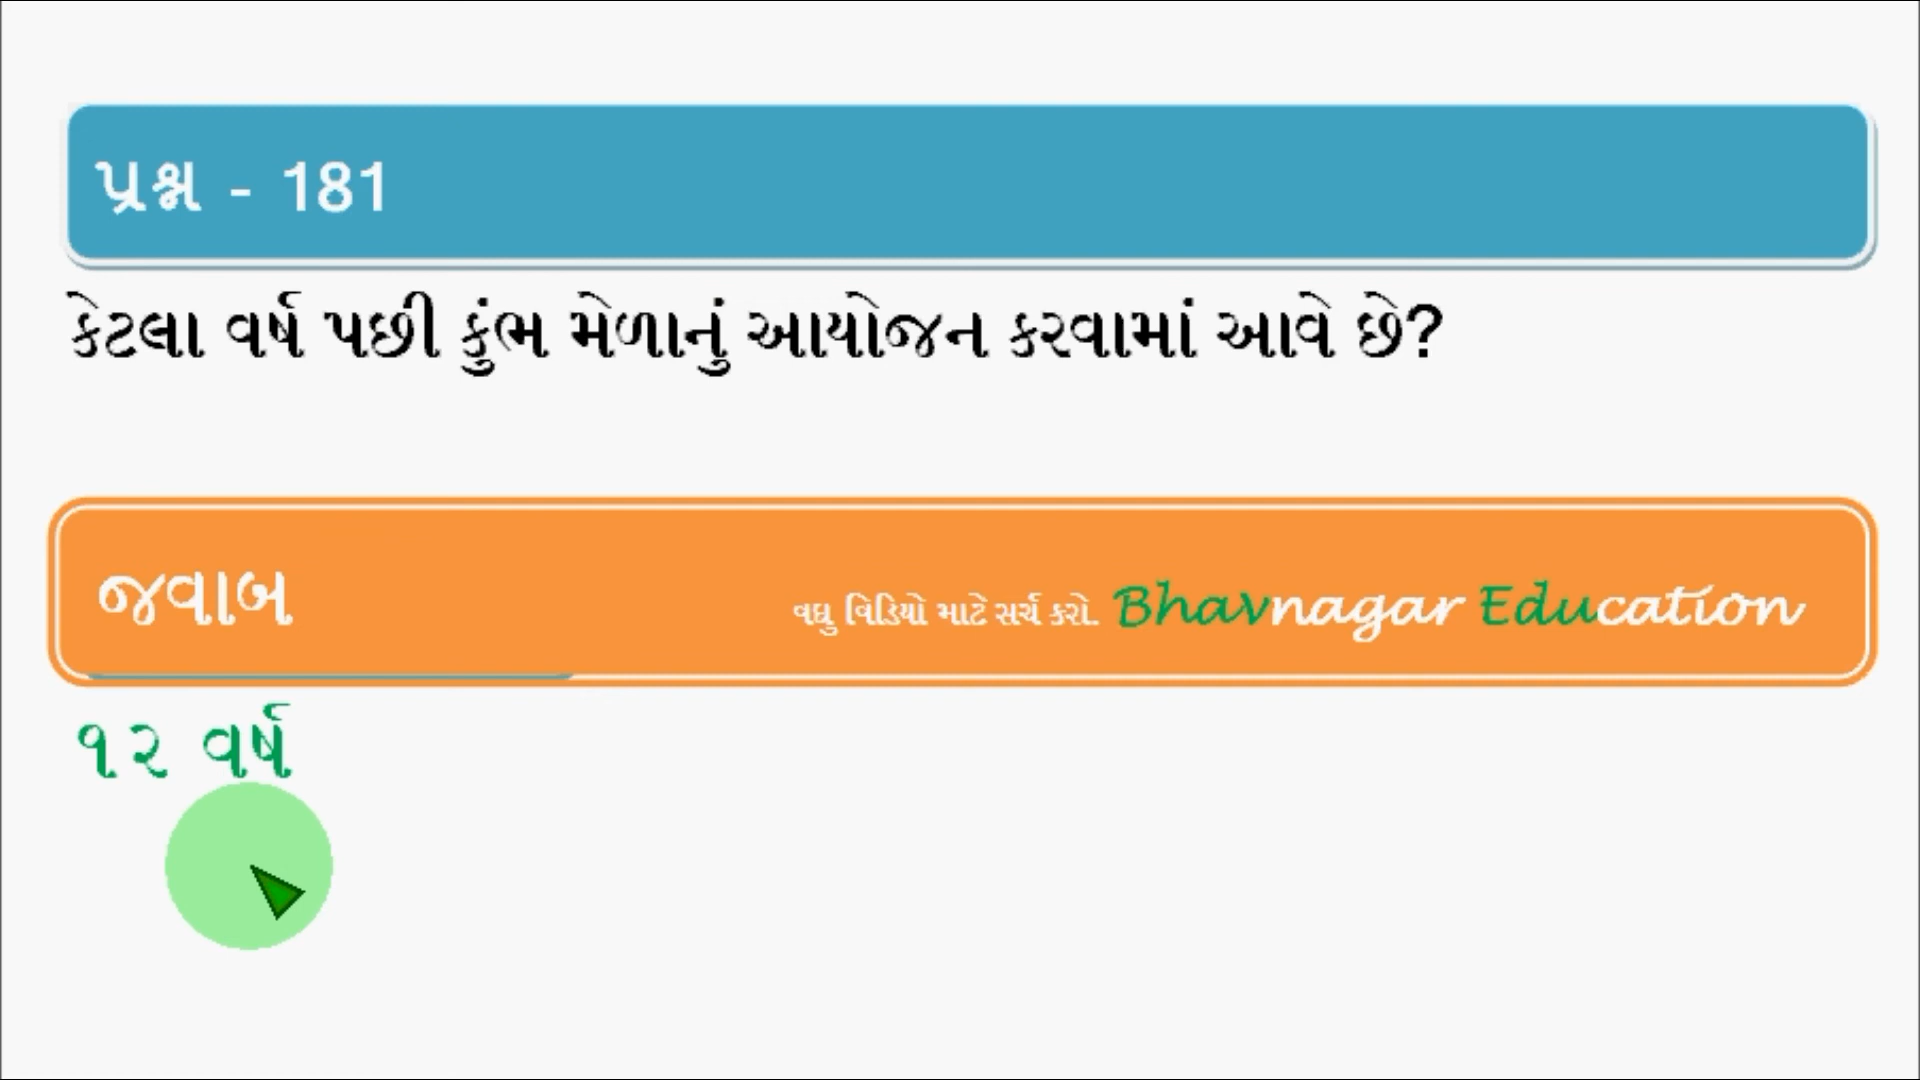 પ્રશ્ન - 181
કેટલા વર્ષ પછી કુંભ મેળાનું આયોજન કરવામાં આવે છે?
જવાબ
વધુ વિડિયો માટે સર્ચ કરો. Bhavnagar Education
૧૨ વર્ષ